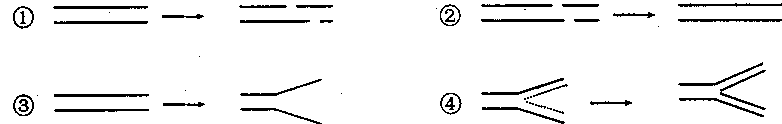 ① ②
③ ④